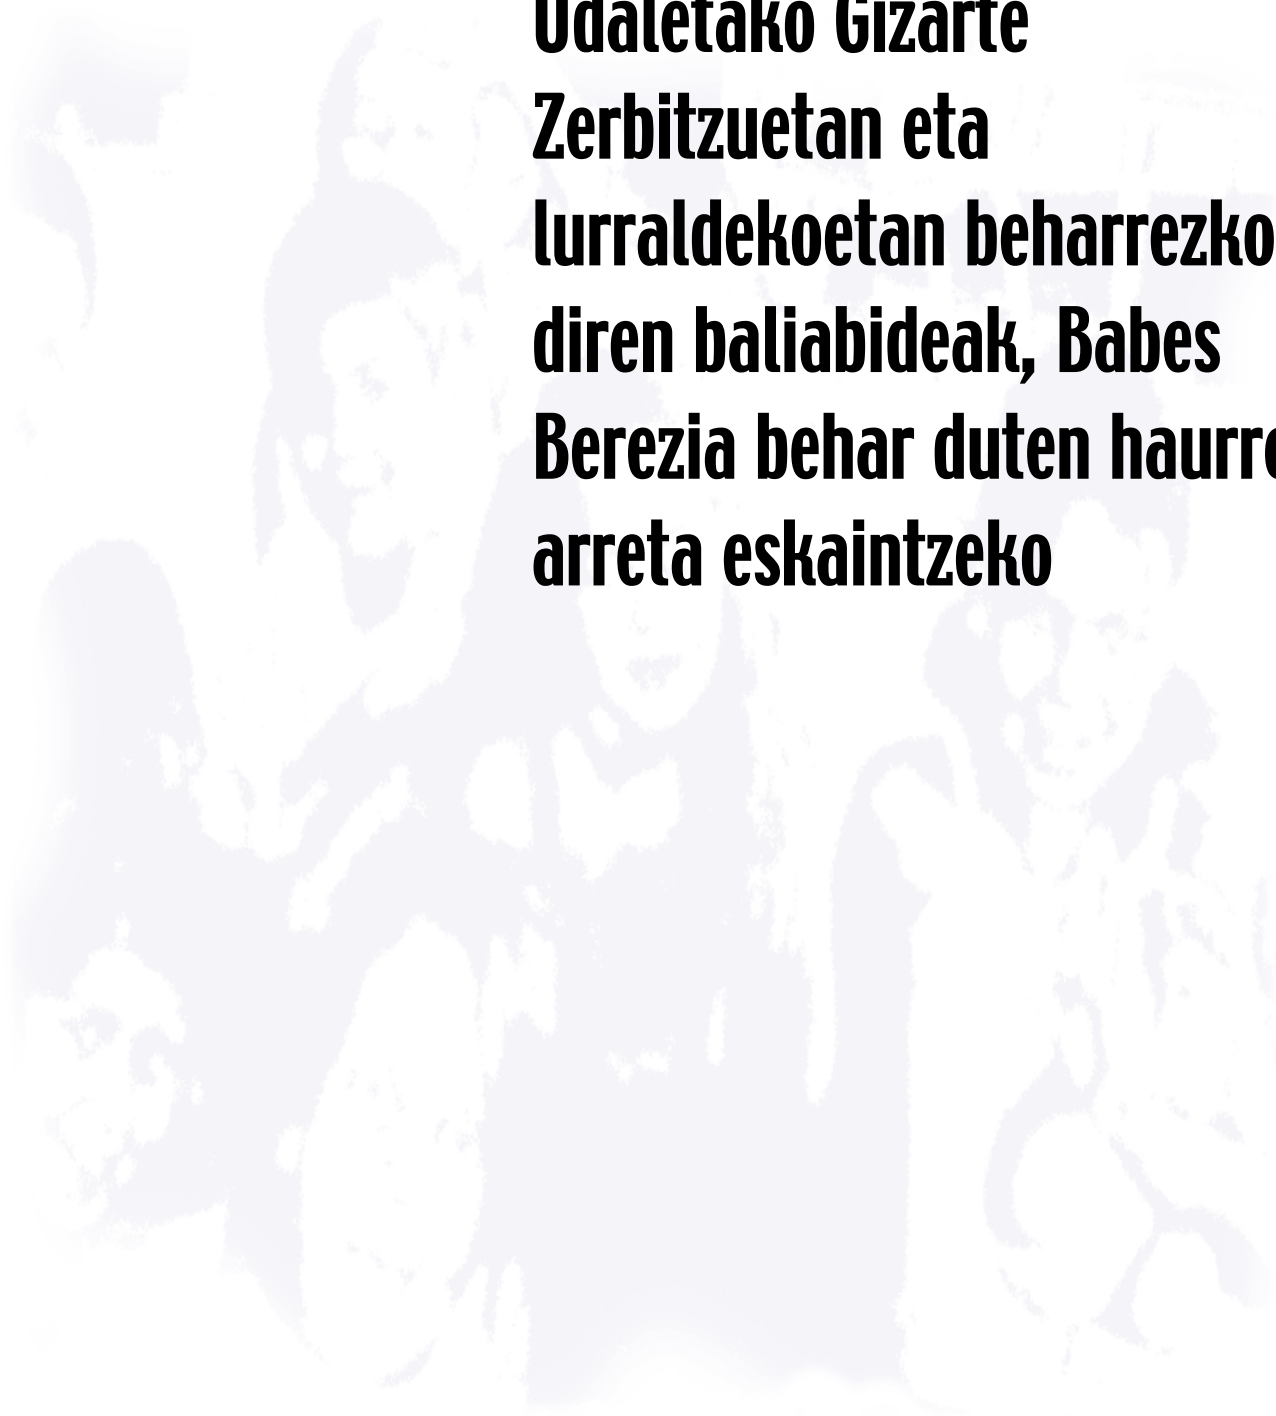 Udaletako Gizarte
Zerbitzuetan eta
lurraldekoetan beharrezko
diren baliabideak, Babes
Berezia behar duten
arreta eskaintzeko